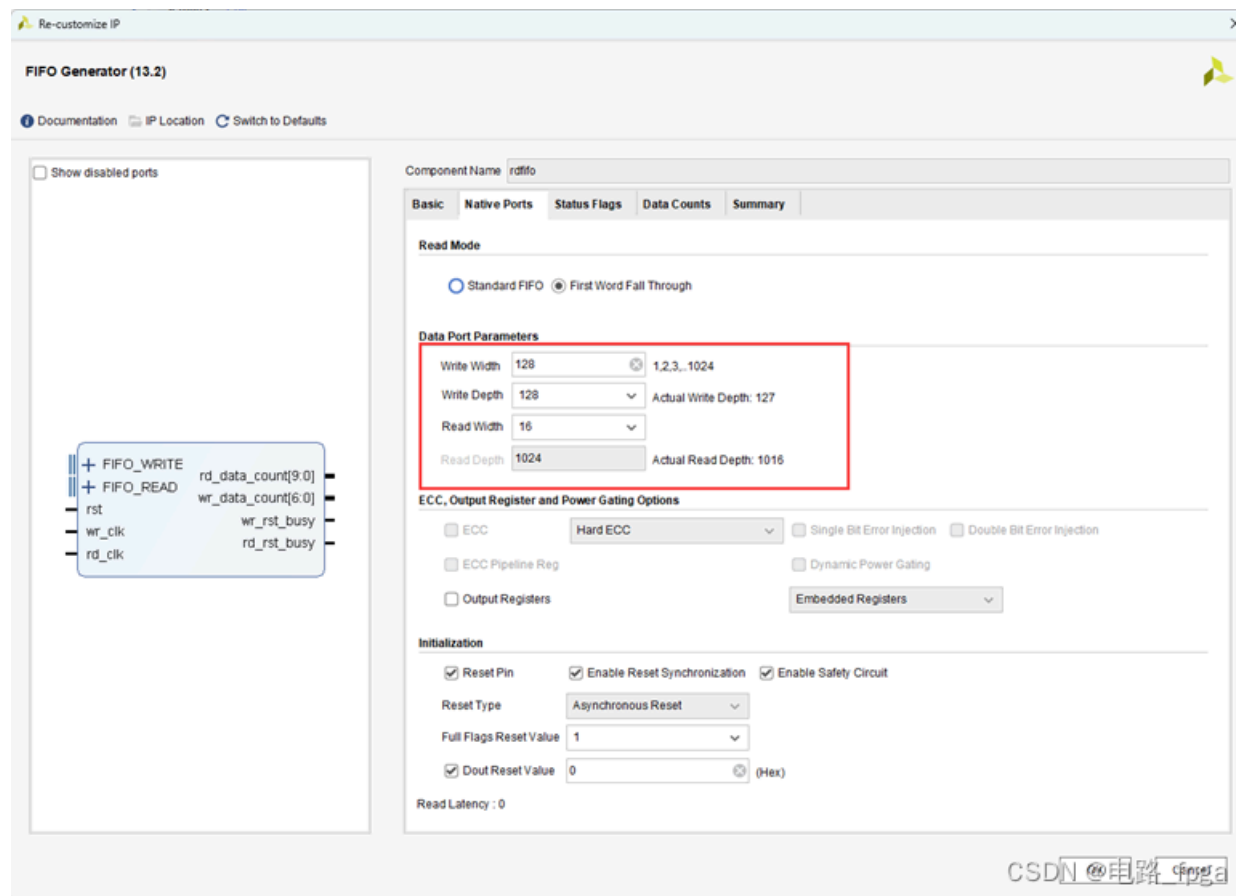 Re-customize IP
FIFO Generator (13.2)
Documentation IP Location Switch to Defaults
Show disabled ports
FIFO_WRITE
FIFO_READ
rst
wr_clk
rd_clk
rd_data_count[9:0]
wr_data_count[6:0]
wr_rst_busy
rd_rst_busy
Component Name rdfifo
Basic Native Ports Status Flags Data Counts Summary
Read Mode
Standard FIFO First Word Fall Through
Data Port Parameters
Write Width 128 1,2,3,..1024
Write Depth 128 Actual Write Depth: 127
Read Width 16
Read Depth 1024 Actual Read Depth: 1016
ECC, Output Register and Power Gating Options
ECC Hard ECC Single Bit Error Injection Double Bit Error Injection
ECC Pipeline Reg Dynamic Power Gating
Output Registers Embedded Registers
Initialization
Reset Pin Enable Reset Synchronization Enable Safety Circuit
Reset Type Asynchronous Reset
Full Flags Reset Value 1
Dout Reset Value 0 (Hex)
Read Latency : 0
CSDN @电路_fpga